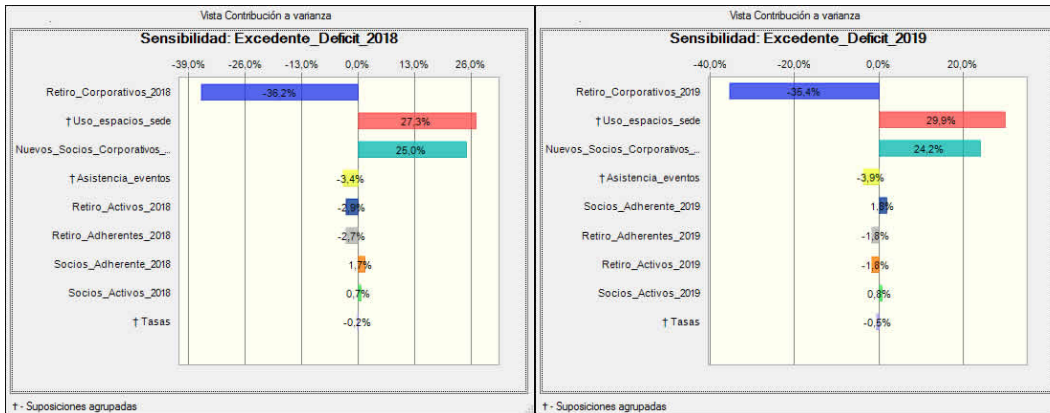 Vista Contribución a varianza
Sensibilidad: Excedente_Deficit_2018
-39,0% -26,0% -13,0% 0,0% 13,0% 26,0%
Retiro_Corporativos_2018 -36,2%
†Uso_espacios_sede 27,3%
Nuevos_Socios_Corporativos_... 25,0%
†Asistencia_eventos -3,4%
Retiro_Activos_2018 -2,9%
Retiro_Adherentes_2018 -2,7%
Socios_Adherente_2018 1,7%
Socios_Activos_2018 0,7%
†Tasas -0,2%
† - Suposiciones agrupadas
Vista Contribución a varianza
Sensibilidad: Excedente_Deficit_2019
-40,0% -20,0% 0,0% 20,0%
Retiro_Corporativos_2019 -35,4%
†Uso_espacios_sede 29,9%
Nuevos_Socios_Corporativos_... 24,2%
†Asistencia_eventos -3,9%
Socios_Adherente_2019
Retiro_Adherentes_2019 -1,8%
Retiro_Activos_2019 -1,8%
Socios_Activos_2019 0,8%
†Tasas -0,5%
† - Suposiciones agrupadas